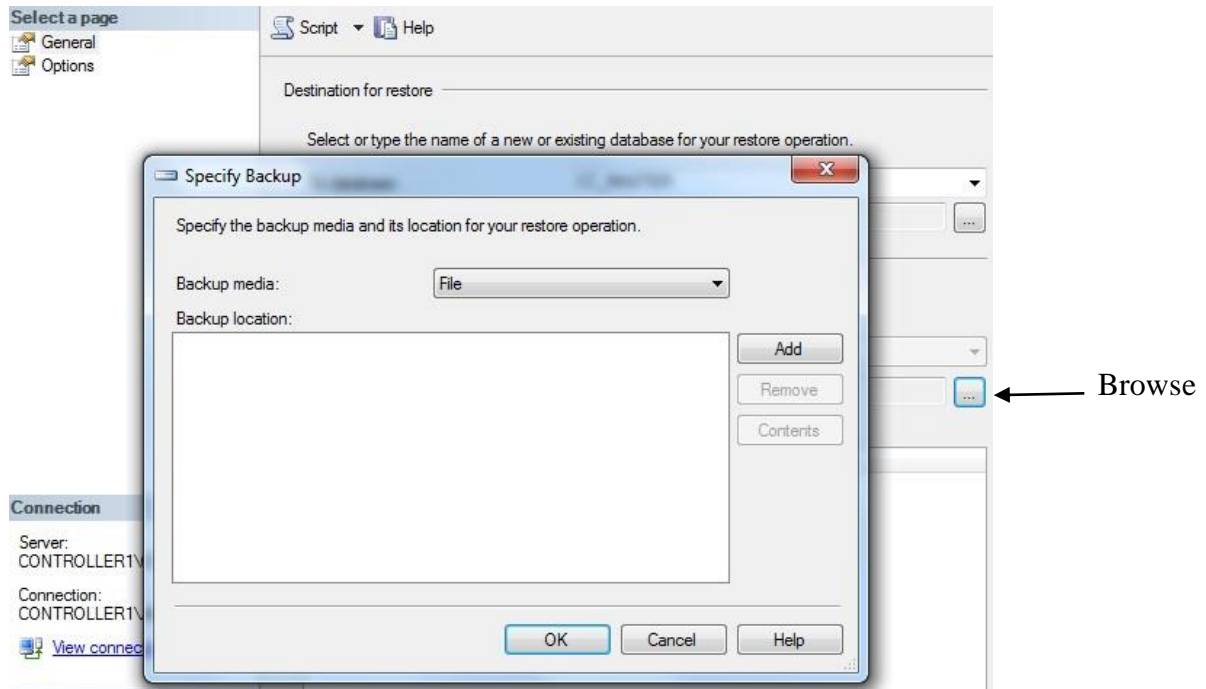 Select a page
General
Options
Script Help
Destination for restore
Select or type the name of a new or existing database for your restore operation.
Specify Backup
...
Specify the backup media and its location for your restore operation.
Backup media: File
Backup location:
Add
Remove
... Browse
Contents
Connection
Server:
CONTROLLER1\
Connection:
CONTROLLER1\
View connec
OK Cancel Help